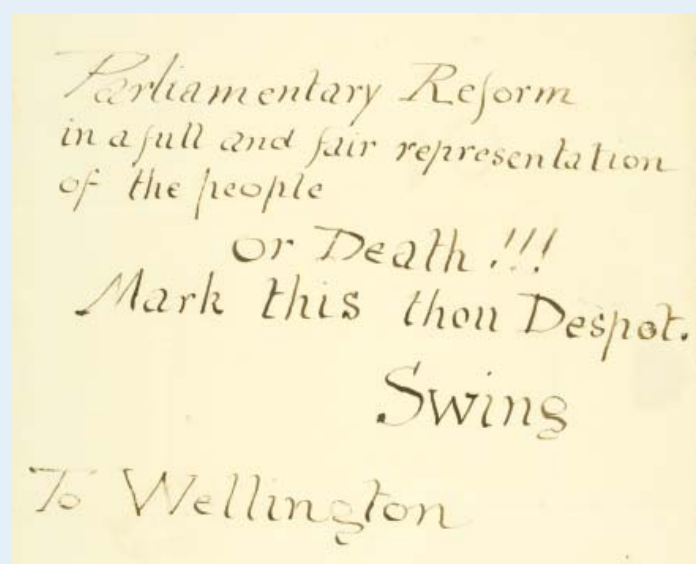 Parliamentary Reform
in a full and fair representation
of the people
or Death !!!
Mark this thou Despot.
Swing
To Wellington